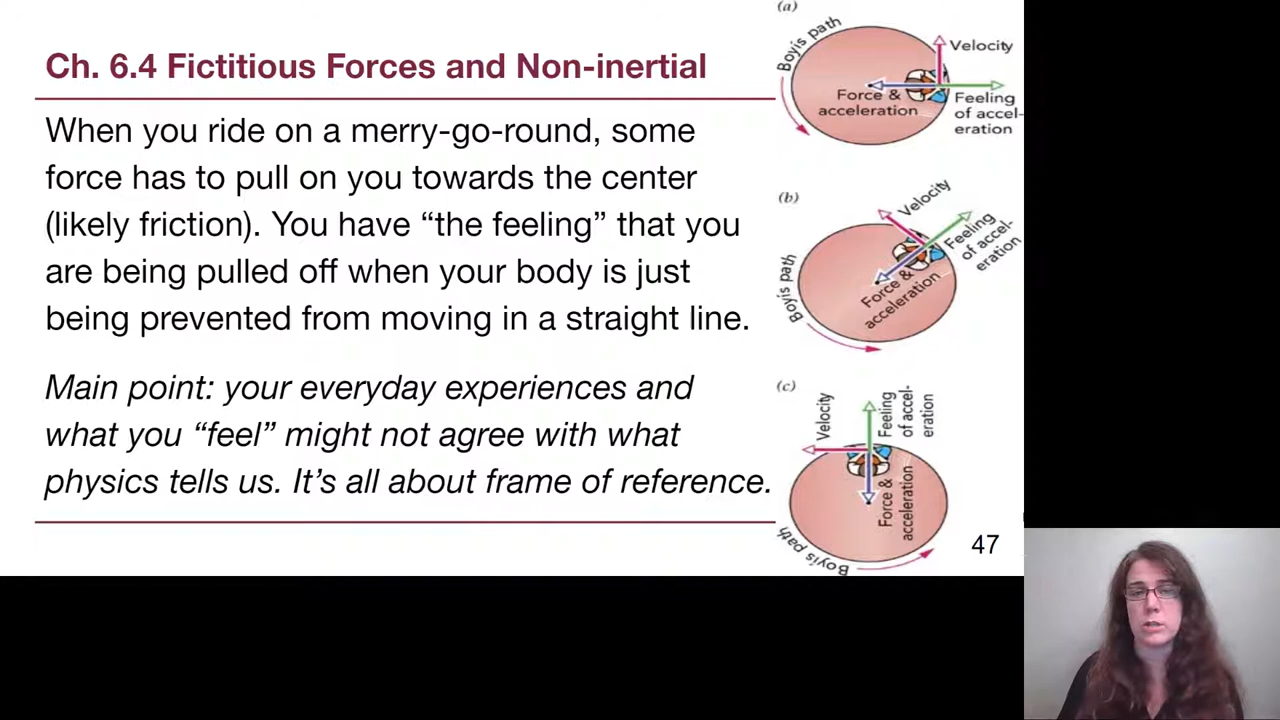 Ch. 6.4 Fictitious Forces and Non-inertial
When you ride on a merry-go-round, some
force has to pull on you towards the center
(likely friction). You have “the feeling” that you
are being pulled off when your body is just
being prevented from moving in a straight line.
Main point: your everyday experiences and
what you “feel” might not agree with what
physics tells us. It’s all about frame of reference.
(a)
Boyis path
Velocity
Force &
acceleration
Feeling
of accel-
eration
(b)
Boyis path
Velocity
Feeling
of accel-
eration
Force &
acceleration
(c)
Velocity
Feeling
of accel-
eration
Force &
acceleration
Boyis path
47